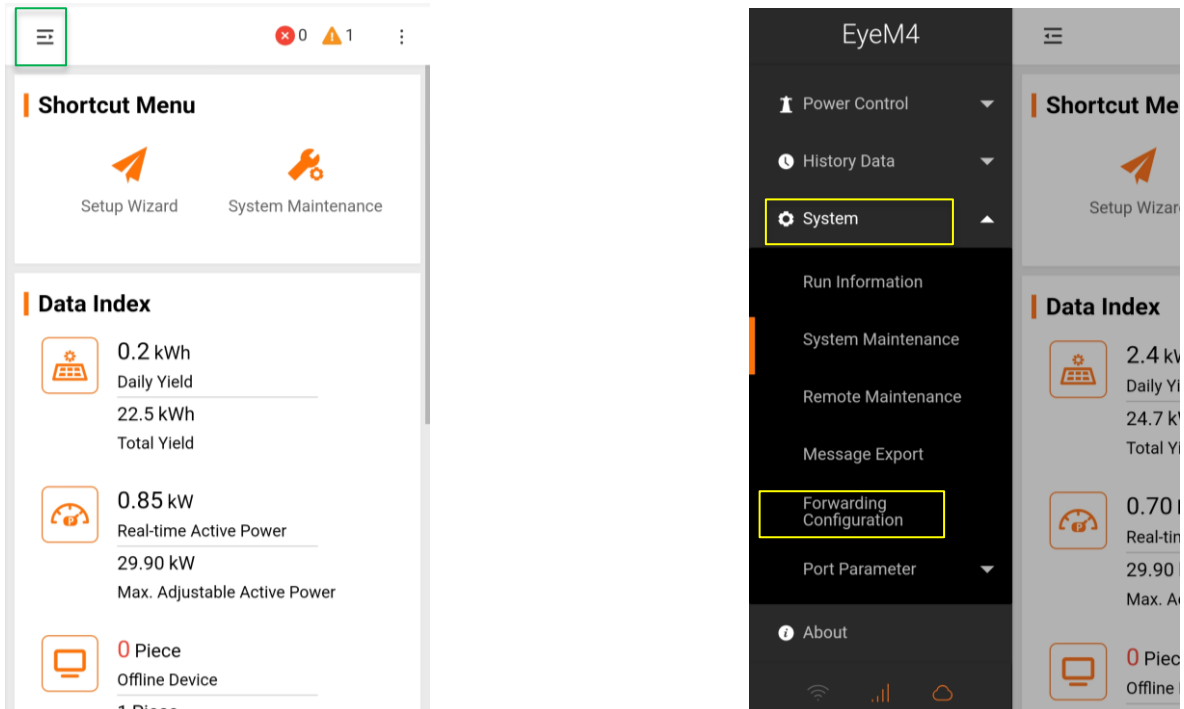 0 1
Shortcut Menu
Setup Wizard System Maintenance
Data Index
0.2 kWh
Daily Yield
22.5 kWh
Total Yield
0.85 kW
Real-time Active Power
29.90 kW
Max. Adjustable Active Power
0 Piece
Offline Device
EyeM4
Power Control
History Data
System
Run Information
System Maintenance
Remote Maintenance
Message Export
Forwarding
Configuration
Port Parameter
About
Shortcut Me
Setup Wizar
Data Index
2.4 kW
Daily Yi
24.7 kW
Total Yi
0.70
Real-tin
29.90
Max. A
0 Piec
Offline